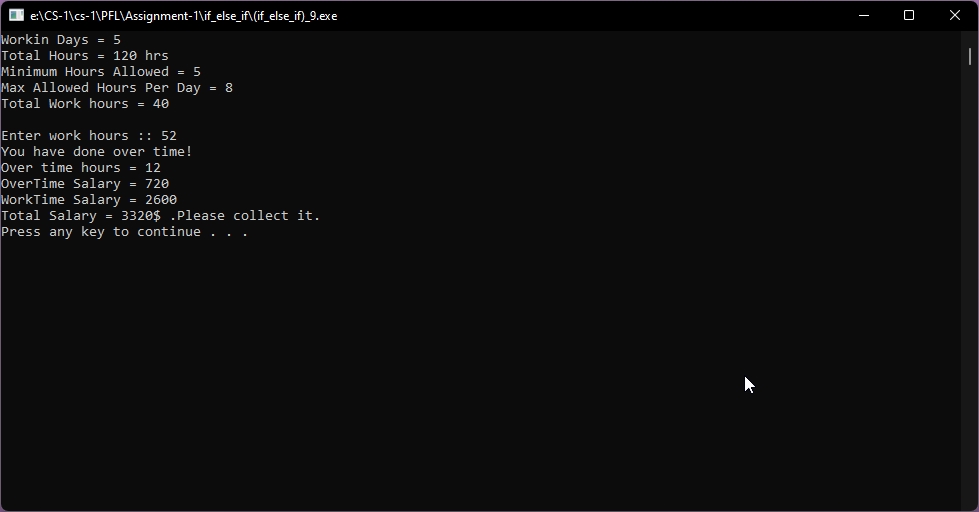 e:\CS-1\cs-1\PFL\Assignment-1\if_else_if\(if_else_if)_9.exe
Workin Days = 5
Total Hours = 120 hrs
Minimum Hours Allowed = 5
Max Allowed Hours Per Day = 8
Total Work hours = 40

Enter work hours :: 52
You have done over time!
Over time hours = 12
OverTime Salary = 720
WorkTime Salary = 2600
Total Salary = 3320$ .Please collect it.
Press any key to continue . . .